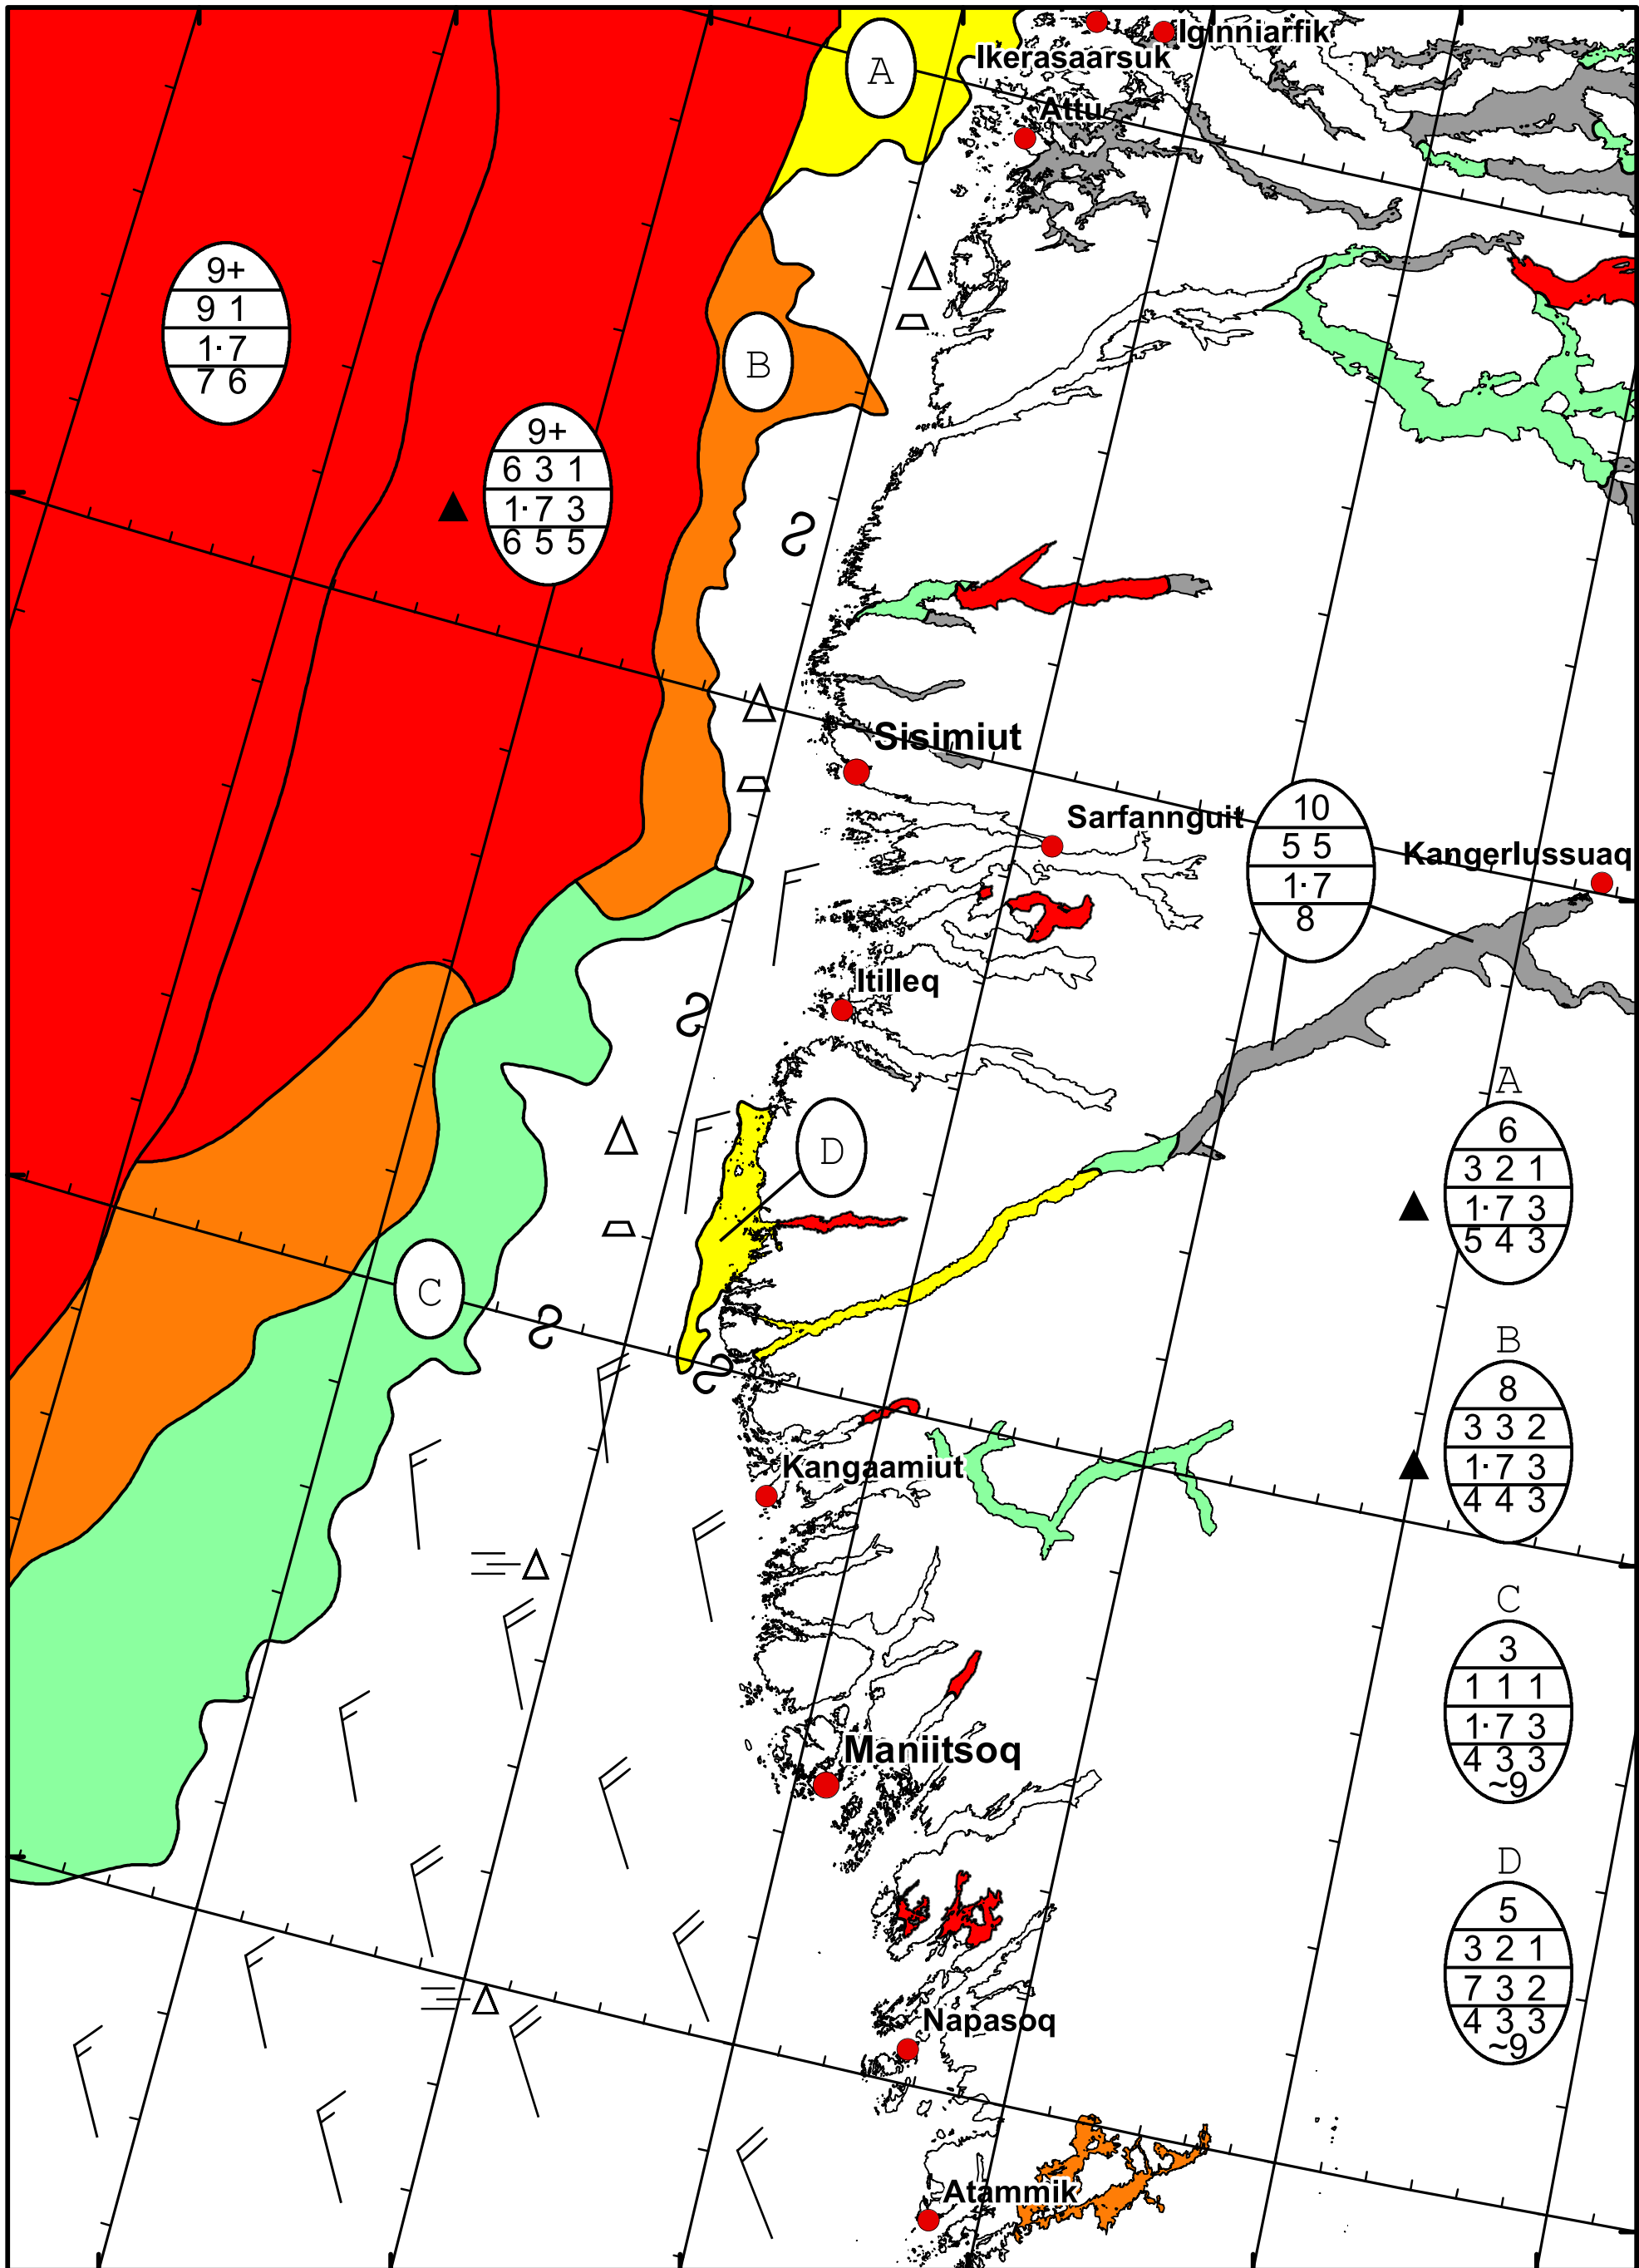 Iginniarfik
Ikerasaarsuk
A
Attu
9+
9 1
1· 7
7 6
B
9+
6 3 1
1· 7 3
6 5 5
Sisimiut
Sarfannguit
10
5 5
1· 7
8
Kangerlussuaq
Itilleq
D
C
A
6
3 2 1
1· 7 3
5 4 3
B
8
3 3 2
1· 7 3
4 4 3
Kangaamiut
C
3
1 1 1
1· 7 3
4 3 3
~9
Maniitsoq
D
5
3 2 1
7 3 2
4 3 3
~9
Napasoq
Atammik